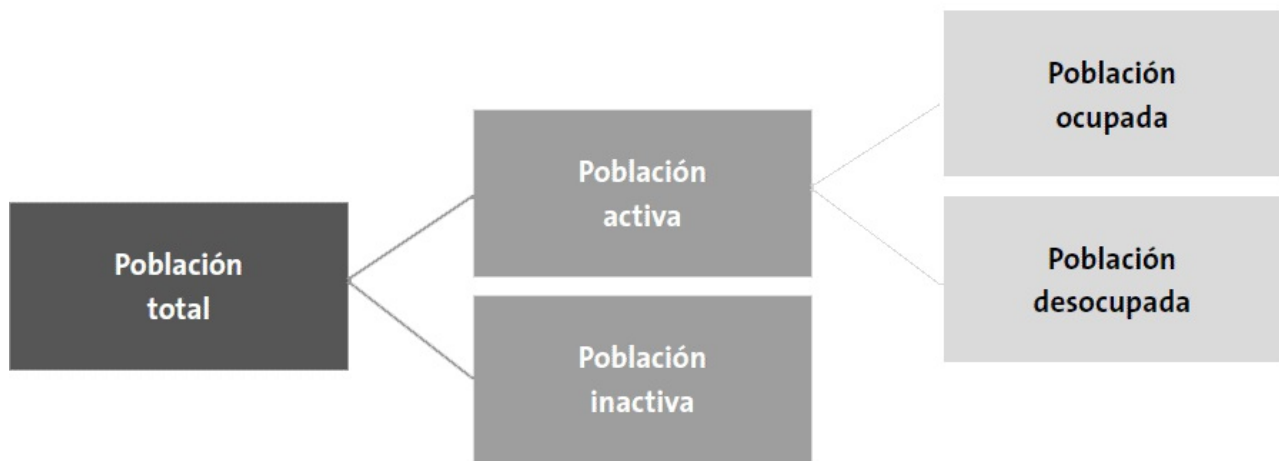 Población
total
Población
activa
Población
inactiva
Población
ocupada
Población
desocupada